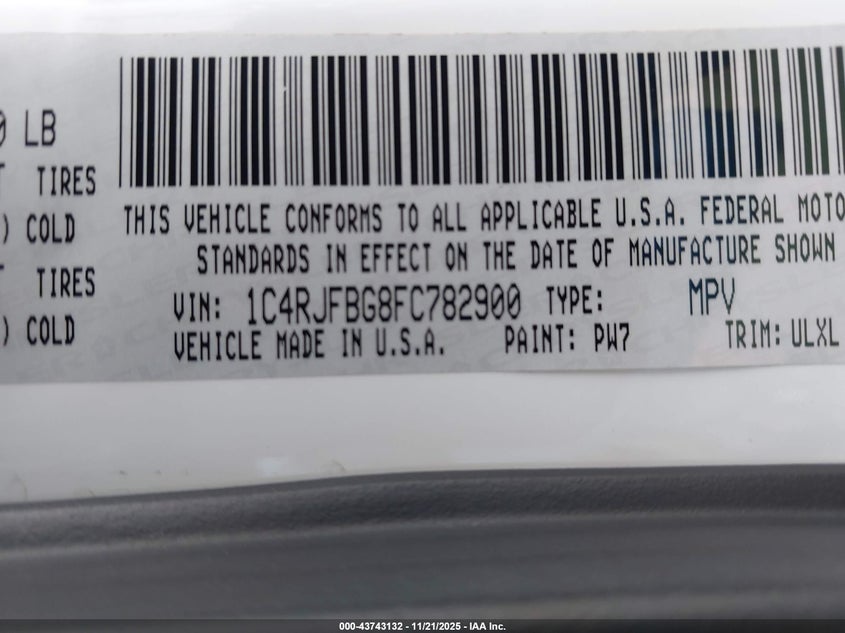 0 LB
TIRES
) COLD
TIRES
) COLD
THIS VEHICLE CONFORMS TO ALL APPLICABLE U.S.A. FEDERAL MOTO
STANDARDS IN EFFECT ON THE DATE OF MANUFACTURE SHOWN
VIN: 1C4RJFBG8FC782900 TYPE: MPV
VEHICLE MADE IN U.S.A. PAINT: PW7 TRIM: ULXL
000-43743132 - 11/21/2025 - IAA Inc.